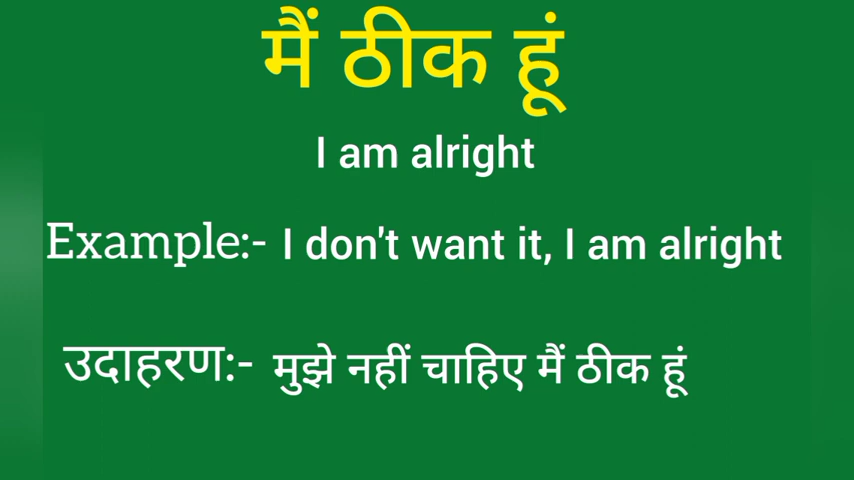 मैं ठीक हूं
I am alright
Example:- I don't want it, I am alright
उदाहरण:- मुझे नहीं चाहिए मैं ठीक हूं